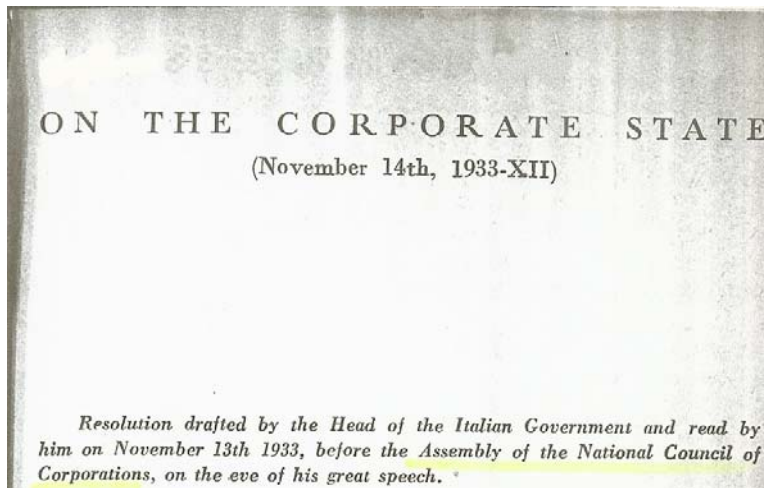 ON THE CORPORATE STATE
(November 14th, 1933-XII)
Resolution drafted by the Head of the Italian Government and read by
him on November 13th 1933, before the Assembly of the National Council of
Corporations, on the eve of his great speech.